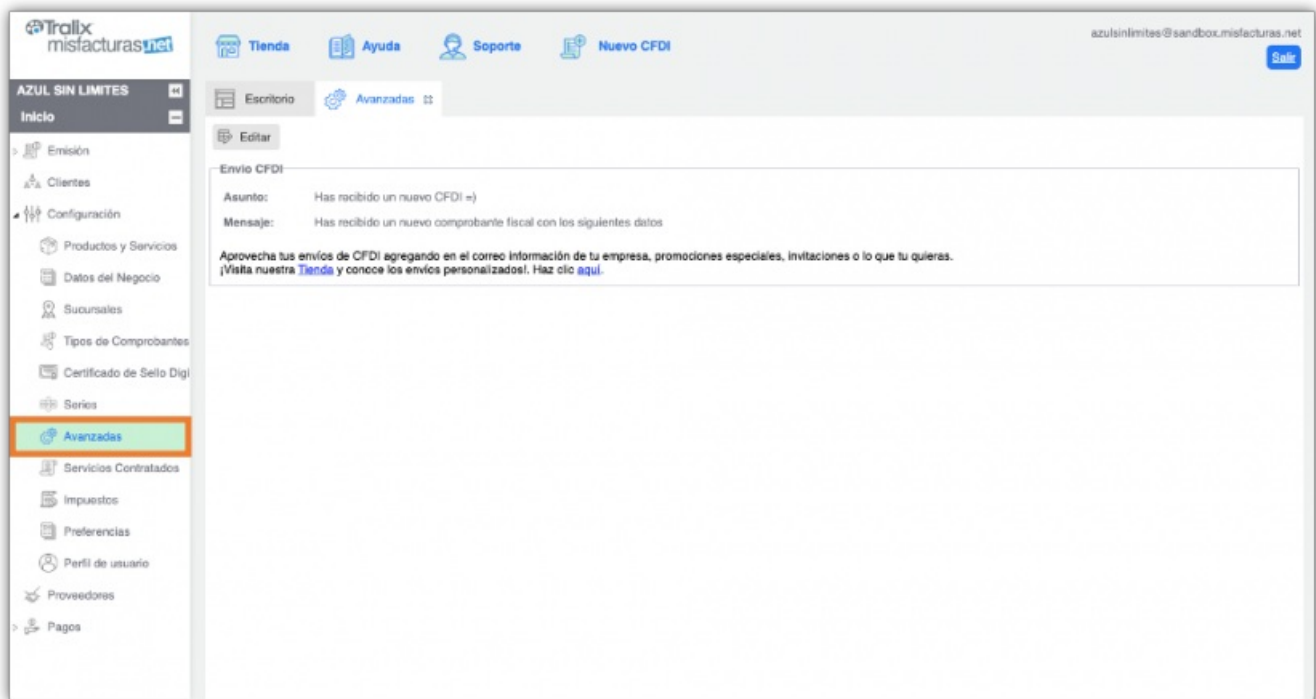 Tralix
misfacturas.net
Tienda
Ayuda
Soporte
Nuevo CFDI
azulsinlimites@sandbox.misfacturas.net
Salir
AZUL SIN LIMITES
Inicio
Emisión
Clientes
Configuración
Productos y Servicios
Datos del Negocio
Sucursales
Tipos de Comprobantes
Certificado de Sello Digi
Series
Avanzadas
Servicios Contratados
Impuestos
Preferencias
Perfil de usuario
Proveedores
Pagos
Escritorio
Avanzadas
Editar
Envío CFDI
Asunto: Has recibido un nuevo CFDI =)
Mensaje: Has recibido un nuevo comprobante fiscal con los siguientes datos
Aprovecha tus envíos de CFDI agregando en el correo información de tu empresa, promociones especiales, invitaciones o lo que tu quieras.
¡Visita nuestra Tienda y conoce los envíos personalizados!. Haz clic aquí.